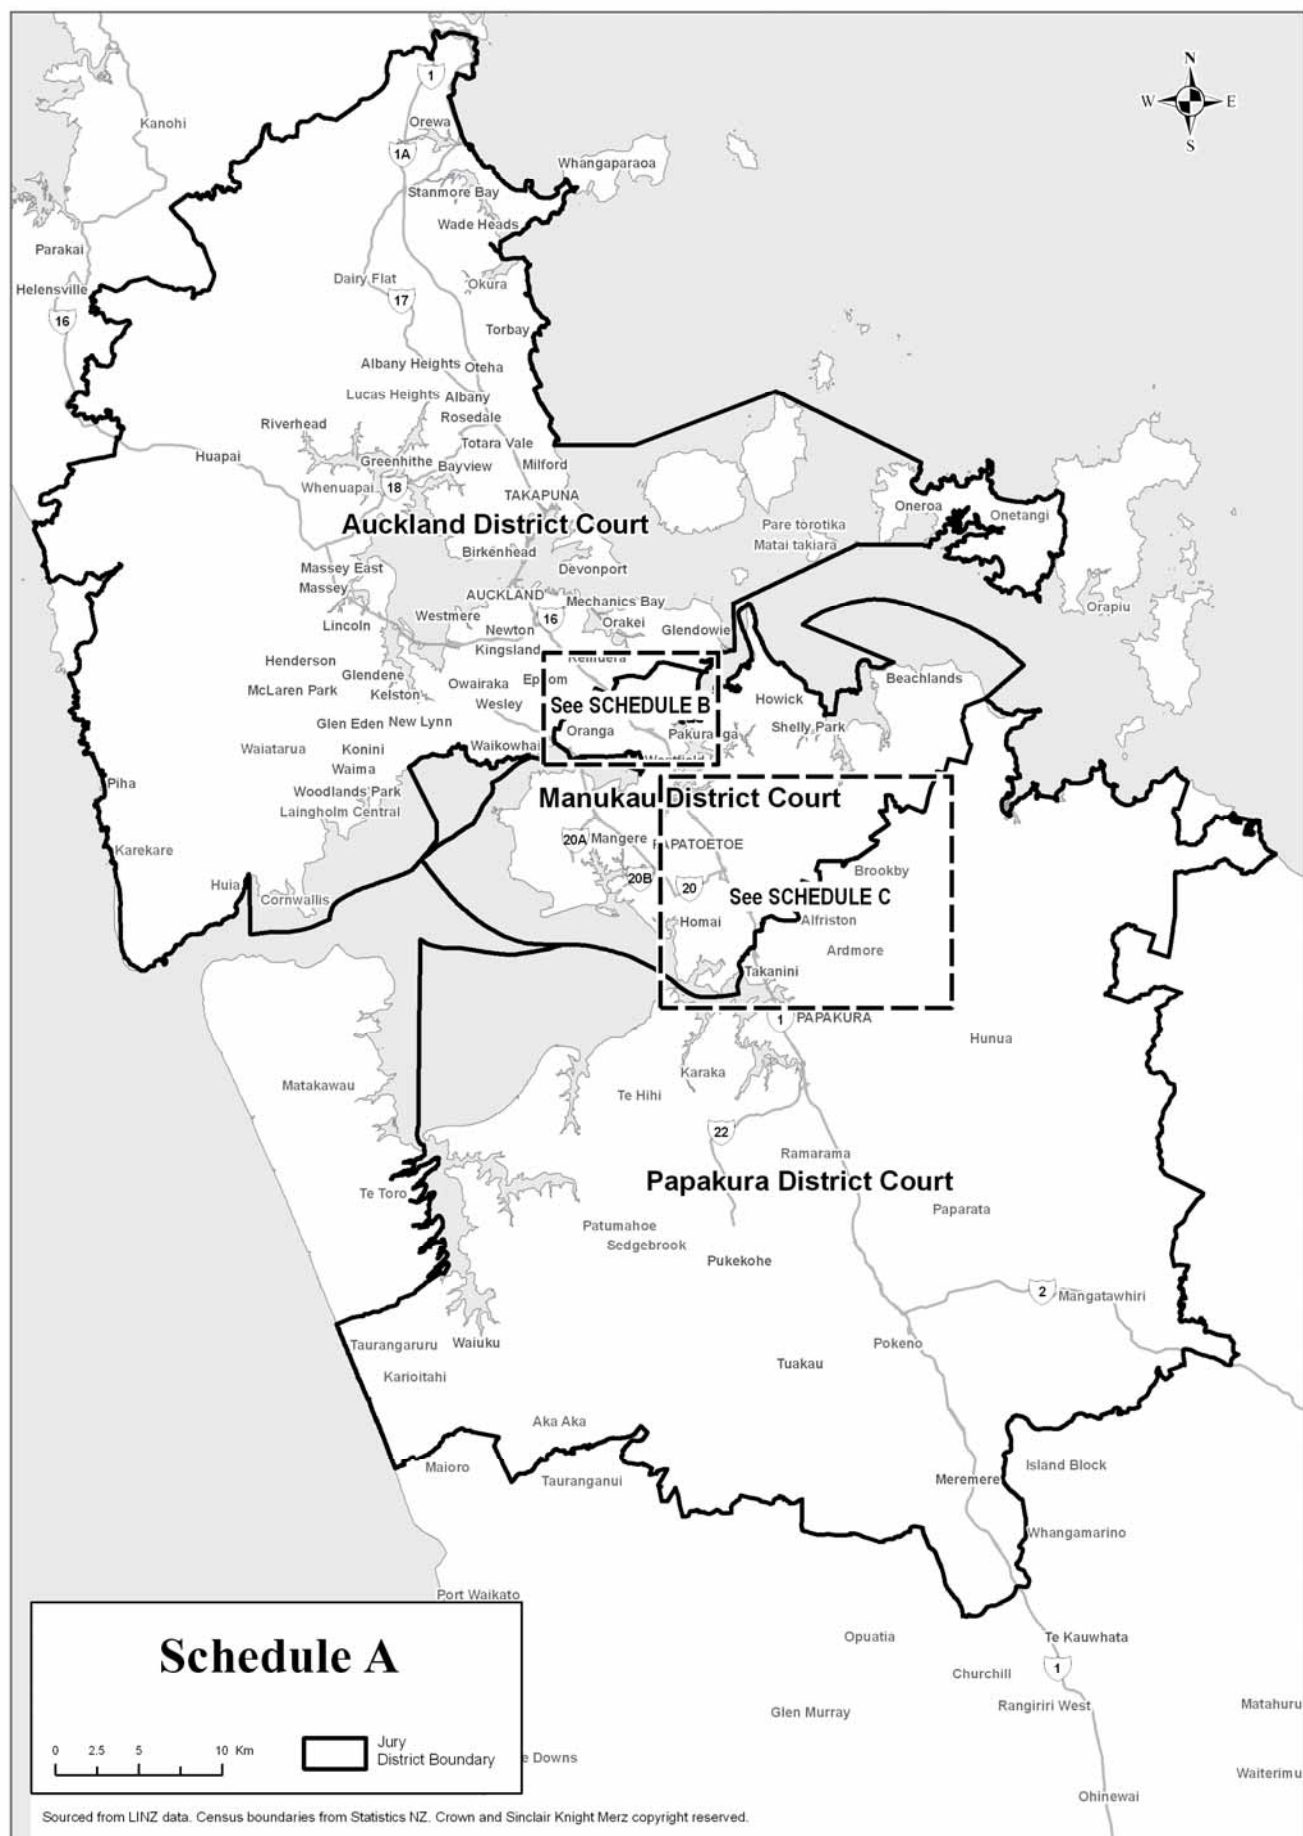 N
W
E
S
1
Kanohi
Orewa
1A
Whangaparaoa
Stanmore Bay
Wade Heads
Parakai
Dairy Flat
Okura
Helensville
17
16
Torbay
Albany Heights
Oteha
Lucas Heights
Albany
Rosedale
Riverhead
Totara Vale
Huapai
Greenhithe
Bayview
Milford
Whenuapai
18
TAKAPUNA
Oneroa
Onetangi
Auckland District Court
Pare torotika
Matai takiara
Birkenhead
Devonport
Massey East
Massey
AUCKLAND
Mechanics Bay
Orapiu
Westmere
16
Orakei
Lincoln
Newton
Glendowie
Kingsland
Remuera
Henderson
Glendene
Epsom
Beachlands
McLaren Park
Kelston
Owairaka
Howick
Wesley
See SCHEDULE B
Glen Eden
New Lynn
Oranga
Pakuranga
Shelly Park
Waiatarua
Konini
Waikowhai
Westfield
Waima
Piha
Woodlands Park
Manukau District Court
Laingholm Central
20A
Mangere
PAPATOETOE
Karekare
Brookby
Huia
20B
20
See SCHEDULE C
Cornwallis
Homai
Alfriston
Ardmore
Takanini
1
PAPAKURA
Hunua
Karaka
Matakawau
Te Hihi
22
Ramarama
Papakura District Court
Te Toro
Paparata
Patumahoe
Sedgebrook
Pukekohe
2
Mangatawhiri
Taurangaruru
Waiuku
Pokeno
Tuakau
Karioitahi
Aka Aka
Maioro
Tauranganui
Island Block
Meremere
Whangamarino
Port Waikato
Opuatia
Te Kauwhata
1
Churchill
Rangiriri West
Matahuru
Glen Murray
e Downs
Waiterimu
Ohinewai
Schedule A
0 2.5 5 10 Km
Jury
District Boundary
Sourced from LINZ data. Census boundaries from Statistics NZ. Crown and Sinclair Knight Merz copyright reserved.